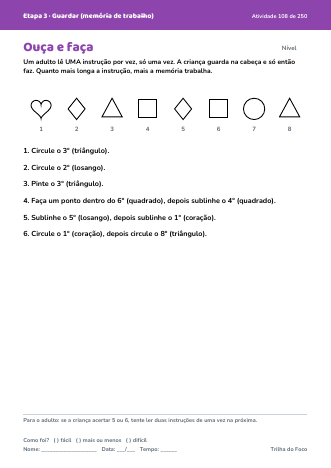 Etapa 3 · Guardar (memória de trabalho)
Atividade 108 de 250
Ouça e faça
Nível
Um adulto lê UMA instrução por vez, só uma vez. A criança guarda na cabeça e só então
faz. Quanto mais longa a instrução, mais a memória trabalha.
1 2 3 4 5 6 7 8
1. Circule o 3º (triângulo).
2. Circule o 2º (losango).
3. Pinte o 3º (triângulo).
4. Faça um ponto dentro do 6º (quadrado), depois sublinhe o 4º (quadrado).
5. Sublinhe o 5º (losango), depois sublinhe o 1º (coração).
6. Circule o 1º (coração), depois circule o 8º (triângulo).
Para o adulto: se a criança acertar 5 ou 6, tente ler duas instruções de uma vez na próxima.
Como foi? ( ) fácil ( ) mais ou menos ( ) difícil
Nome: ____________________ Data: ___/___ Tempo: ______
Trilha do Foco